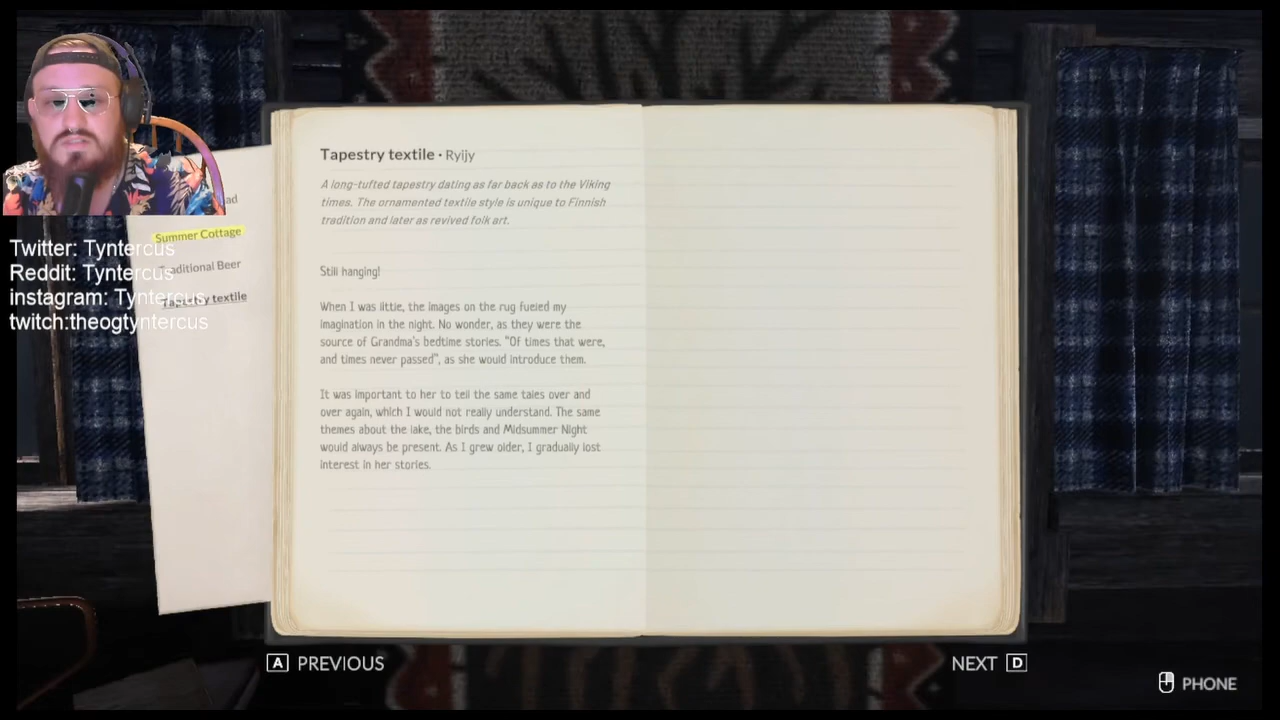 Tapestry textile · Ryijy
A long-tufted tapestry dating as far back as to the Viking
times. The ornamented textile style is unique to Finnish
tradition and later as revived folk art.
Still hanging!
When I was little, the images on the rug fueled my
imagination in the night. No wonder, as they were the
source of Grandma's bedtime stories. "Of times that were,
and times never passed", as she would introduce them.
It was important to her to tell the same tales over and
over again, which I would not really understand. The same
themes about the lake, the birds and Midsummer Night
would always be present. As I grew older, I gradually lost
interest in her stories.
Summer Cottage
Traditional Beer
Tapestry textile
Twitter: Tyntercus
Reddit: Tyntercus
instagram: Tyntercus
twitch:theogtyntercus
A PREVIOUS
NEXT D
PHONE